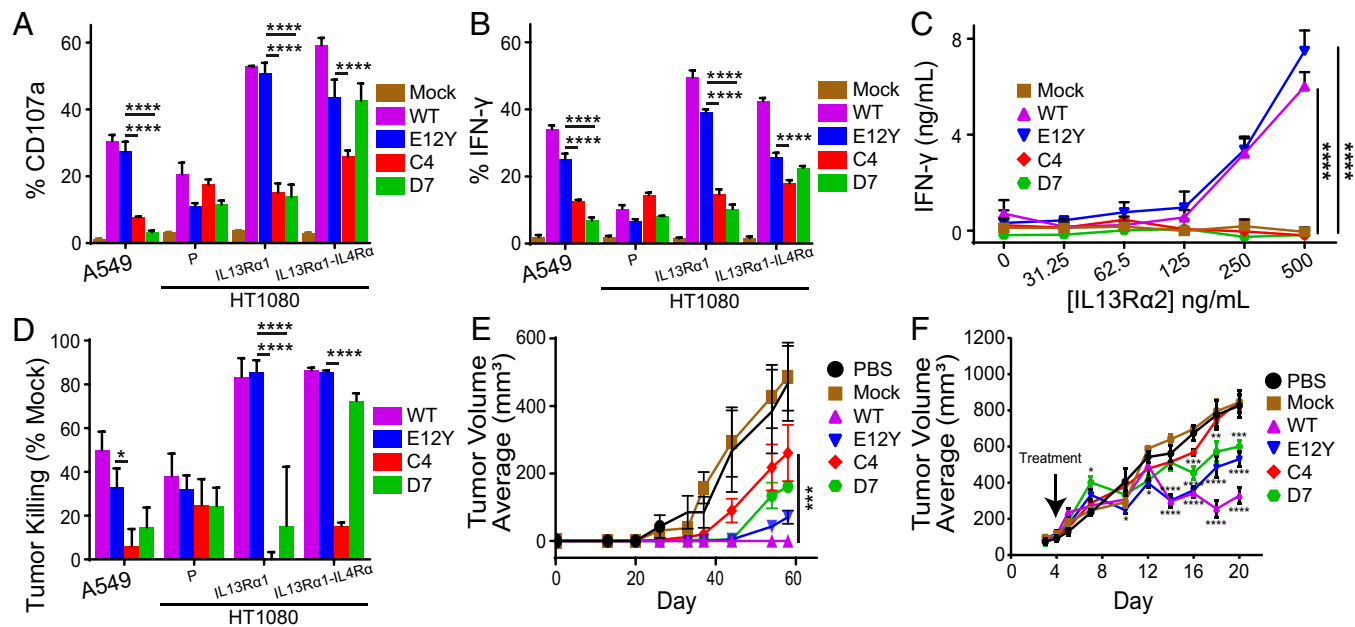 A
% CD107a
60
40
20
0
****
****
****
****
****
A549
P
IL13Rα1
IL13Rα1-IL4Rα
HT1080
Mock
WT
E12Y
C4
D7
B
% IFN-γ
60
40
20
0
****
****
****
****
****
A549
P
IL13Rα1
IL13Rα1-IL4Rα
HT1080
Mock
WT
E12Y
C4
D7
C
IFN-γ (ng/mL)
8
4
0
Mock
WT
E12Y
C4
D7
****
****
0
31.25
62.5
125
250
500
[IL13Rα2] ng/mL
D
Tumor Killing (% Mock)
100
80
60
40
20
0
*
****
****
****
A549
P
IL13Rα1
IL13Rα1-IL4Rα
HT1080
WT
E12Y
C4
D7
E
Tumor Volume
Average (mm³)
600
400
200
0
0
20
40
60
Day
***
PBS
Mock
WT
E12Y
C4
D7
F
Tumor Volume
Average (mm³)
1200
1000
800
600
400
200
0
Treatment
*
*
*
****
****
***
****
****
**
****
****
***
****
****
0
4
8
12
16
20
Day
PBS
Mock
WT
E12Y
C4
D7